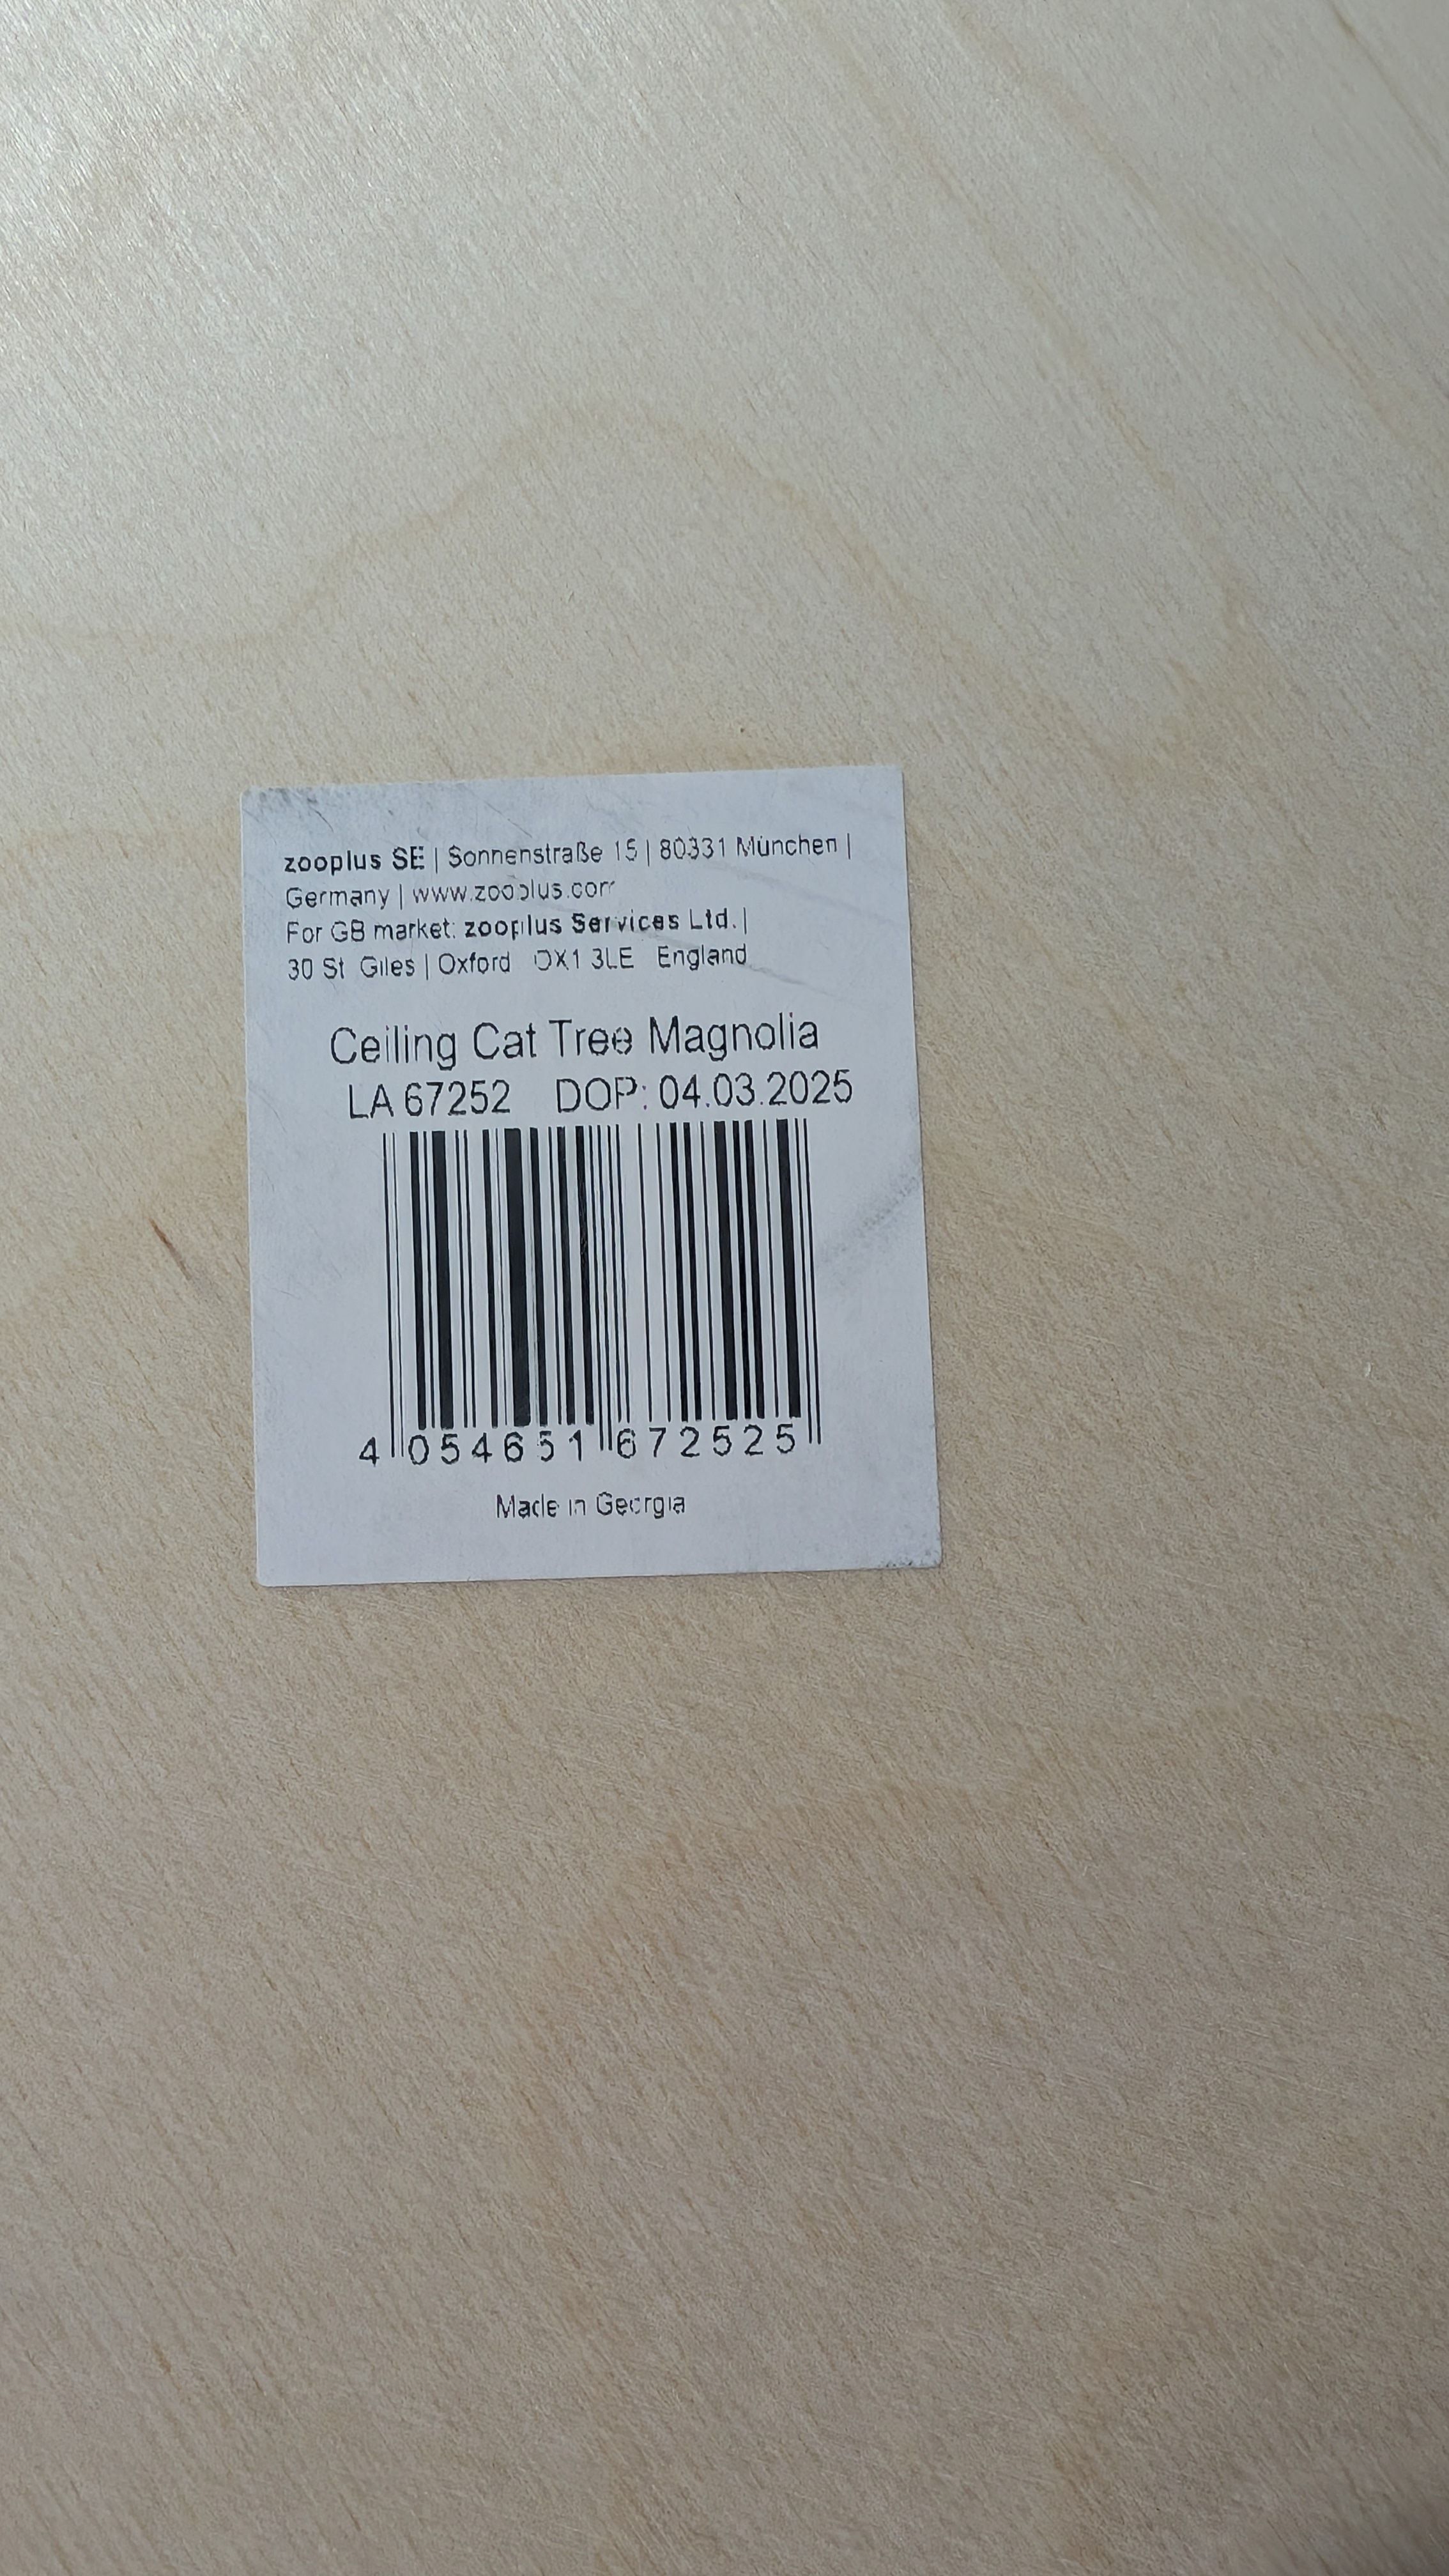 zooplus SE | Sonnenstraße 15 | 80331 München |
Germany | www.zooplus.com
For GB market: zooplus Services Ltd. |
30 St Giles | Oxford OX1 3LE England
Ceiling Cat Tree Magnolia
LA 67252 DOP: 04.03.2025
4 054651 672525
Made in Georgia